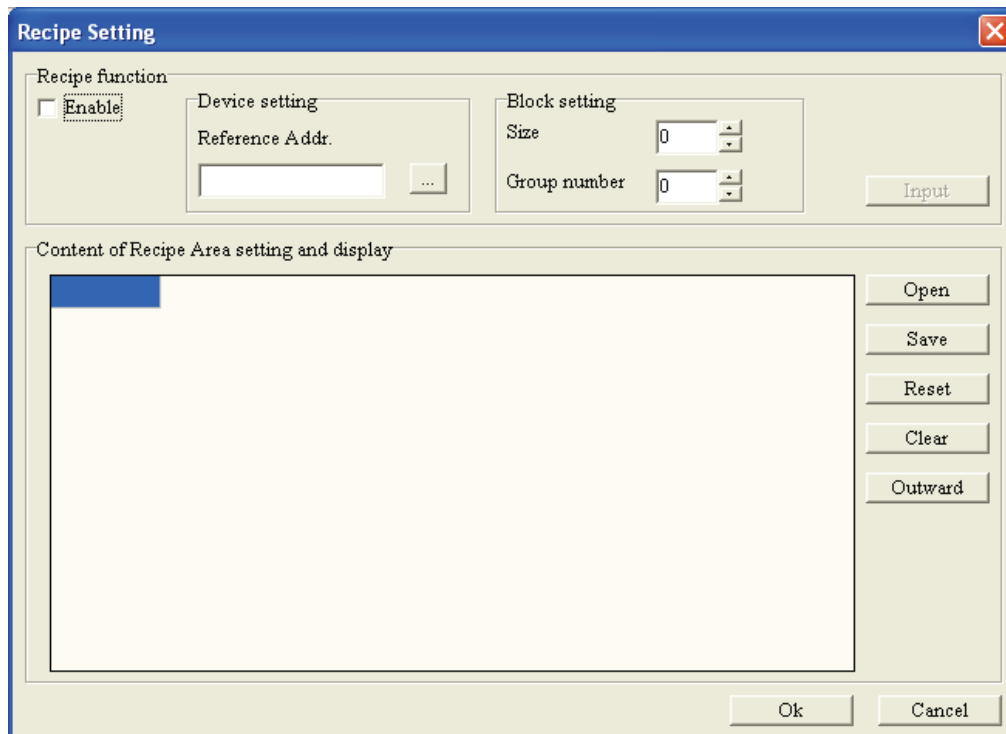 Recipe Setting
Recipe function
Enable
Device setting
Reference Addr.
...
Block setting
Size 0
Group number 0
Input
Content of Recipe Area setting and display
Open
Save
Reset
Clear
Outward
Ok Cancel